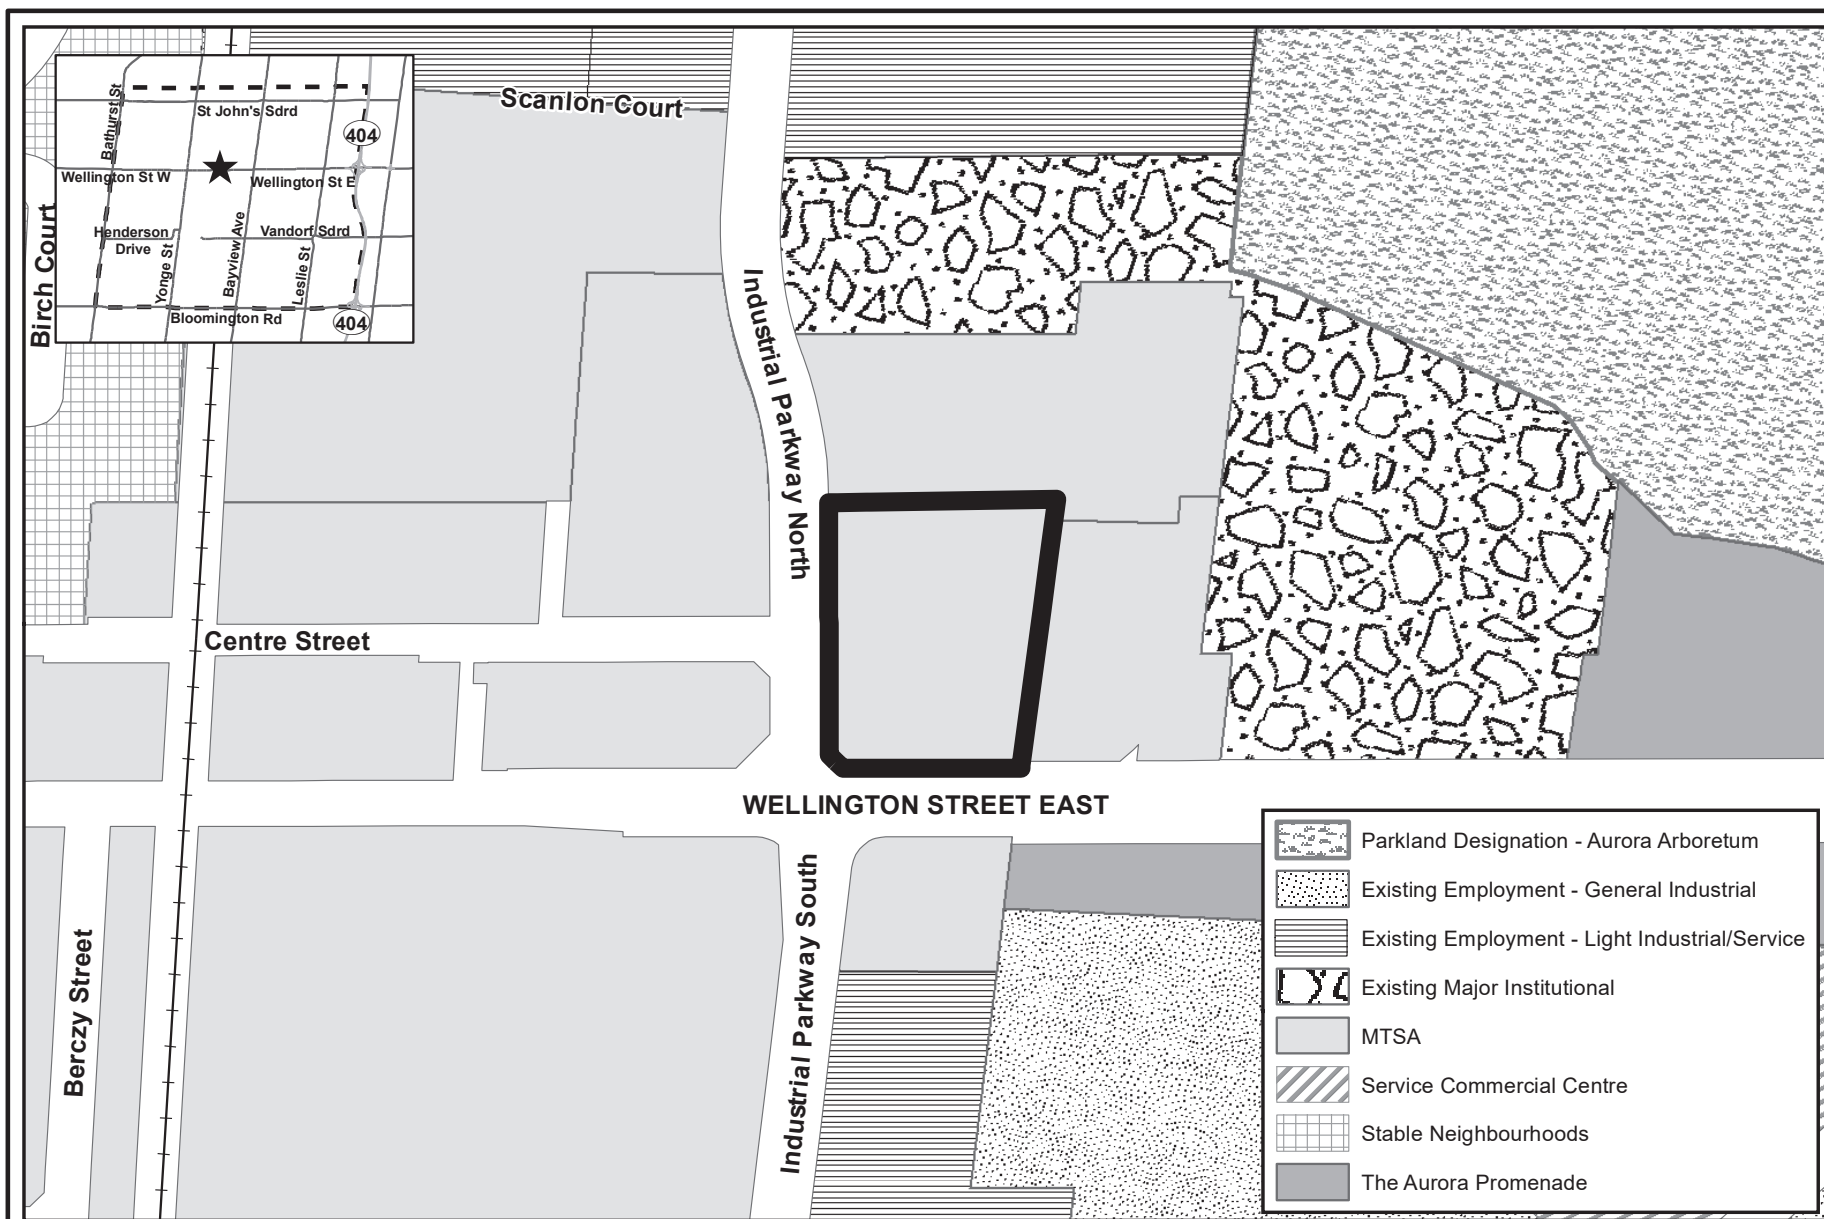 Scanlon Court
St John's Sdrd
Bathurst St
404
Wellington St W
Wellington St E
Henderson
Drive
Vandorf Sdrd
Yonge St
Bayview Ave
Leslie St
Bloomington Rd
404
Birch Court
Industrial Parkway North
Centre Street
WELLINGTON STREET EAST
Berczy Street
Industrial Parkway South
Parkland Designation - Aurora Arboretum
Existing Employment - General Industrial
Existing Employment - Light Industrial/Service
Existing Major Institutional
MTSA
Service Commercial Centre
Stable Neighbourhoods
The Aurora Promenade